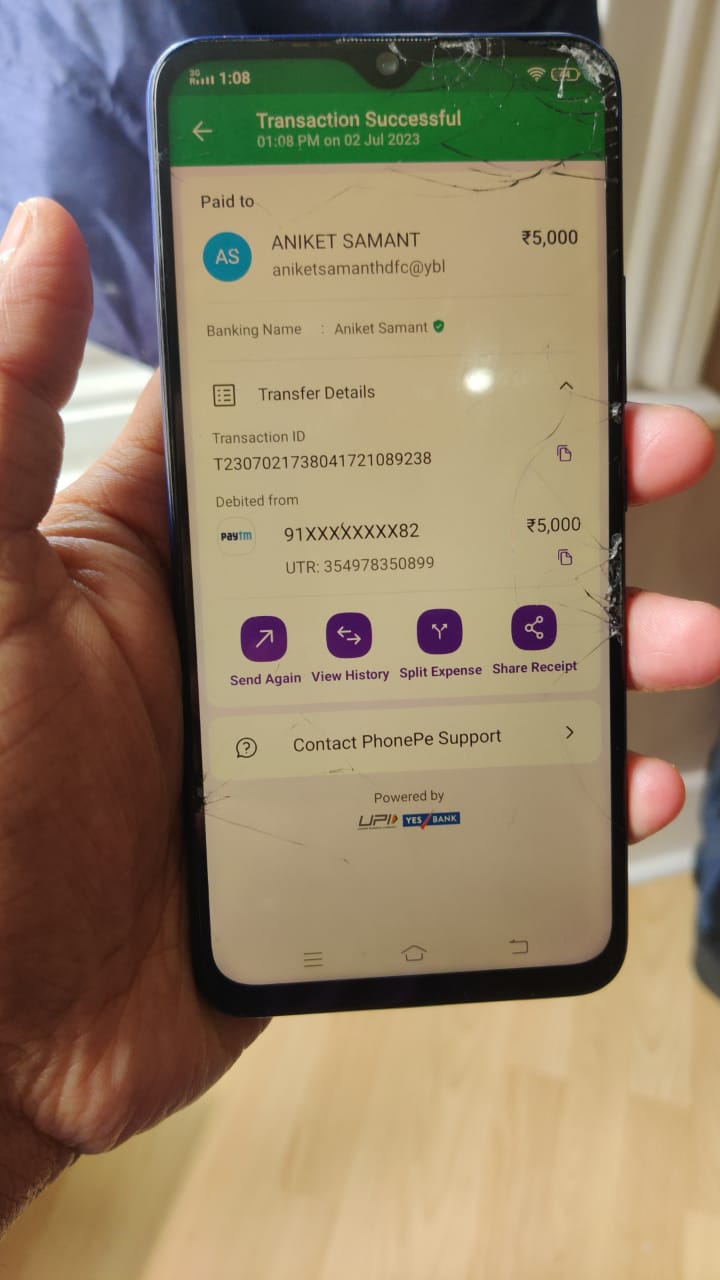 3G
R 1:08
44
Transaction Successful
01:08 PM on 02 Jul 2023
Paid to
AS
ANIKET SAMANT
₹5,000
aniketsamanthdfc@ybl
Banking Name : Aniket Samant
Transfer Details
Transaction ID
T2307021738041721089238
Debited from
paytm
91XXXXXXXX82
₹5,000
UTR: 354978350899
Send Again View History Split Expense Share Receipt
Contact PhonePe Support
Powered by
UPI YES BANK